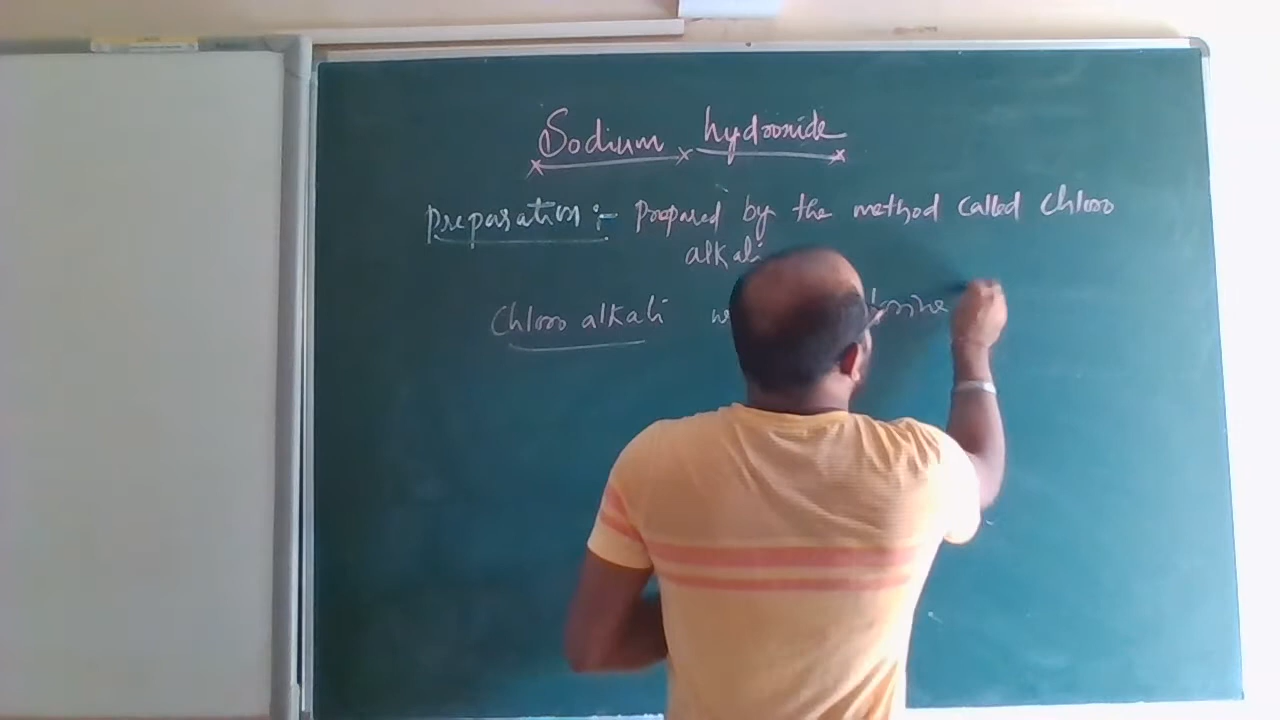 Sodium hydroxide
Preparation :- Prepared by the method called Chloro
alkali
Chloro alkali